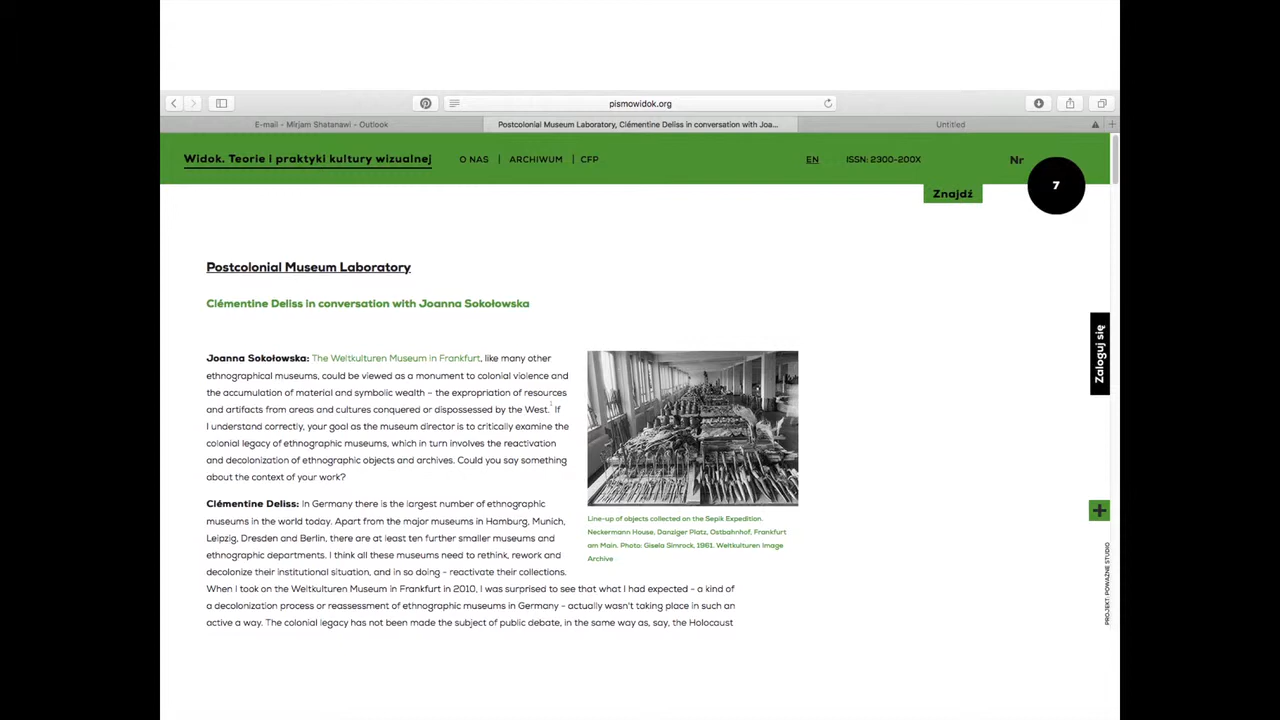 pismowidok.org
E-mail – Mirjam Shatanawi – Outlook
Postcolonial Museum Laboratory, Clémentine Deliss in conversation with Joa...
Untitled
Widok. Teorie i praktyki kultury wizualnej
O NAS | ARCHIWUM | CFP
EN
ISSN: 2300-200X
Nr
7
Znajdź
Postcolonial Museum Laboratory
Clémentine Deliss in conversation with Joanna Sokołowska
Joanna Sokołowska: The Weltkulturen Museum in Frankfurt, like many other
ethnographical museums, could be viewed as a monument to colonial violence and
the accumulation of material and symbolic wealth – the expropriation of resources
and artifacts from areas and cultures conquered or dispossessed by the West.1 If
I understand correctly, your goal as the museum director is to critically examine the
colonial legacy of ethnographic museums, which in turn involves the reactivation
and decolonization of ethnographic objects and archives. Could you say something
about the context of your work?
Clémentine Deliss: In Germany there is the largest number of ethnographic
museums in the world today. Apart from the major museums in Hamburg, Munich,
Leipzig, Dresden and Berlin, there are at least ten further smaller museums and
ethnographic departments. I think all these museums need to rethink, rework and
decolonize their institutional situation, and in so doing – reactivate their collections.
When I took on the Weltkulturen Museum in Frankfurt in 2010, I was surprised to see that what I had expected – a kind of
a decolonization process or reassessment of ethnographic museums in Germany – actually wasn't taking place in such an
active a way. The colonial legacy has not been made the subject of public debate, in the same way as, say, the Holocaust
Line-up of objects collected on the Sepik Expedition.
Neckermann House, Danziger Platz, Ostbahnhof, Frankfurt
am Main. Photo: Gisela Simrock, 1961. Weltkulturen Image
Archive
Zaloguj się
PROJEKT: POWAŻNE STUDIO